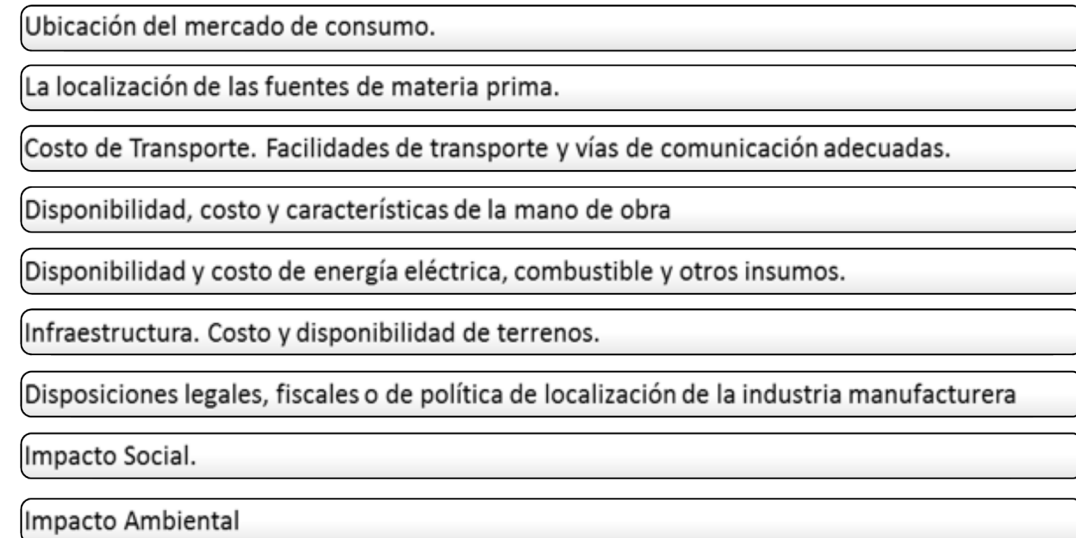 Ubicación del mercado de consumo.
La localización de las fuentes de materia prima.
Costo de Transporte. Facilidades de transporte y vías de comunicación adecuadas.
Disponibilidad, costo y características de la mano de obra
Disponibilidad y costo de energía eléctrica, combustible y otros insumos.
Infraestructura. Costo y disponibilidad de terrenos.
Disposiciones legales, fiscales o de política de localización de la industria manufacturera
Impacto Social.
Impacto Ambiental